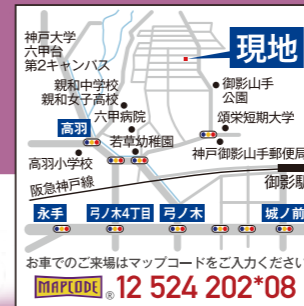 神戸大学
六甲台
第2キャンパス
現地
親和中学校
親和女子高校
御影山手
公園
六甲病院
頌栄短期大学
高羽
若草幼稚園
高羽小学校
神戸御影山手郵便局
阪急神戸線
御影駅
永手
弓ノ木4丁目
弓ノ木
城ノ前
お車でのご来場はマップコードをご入力ください
MAPCODE® 12 524 202*08